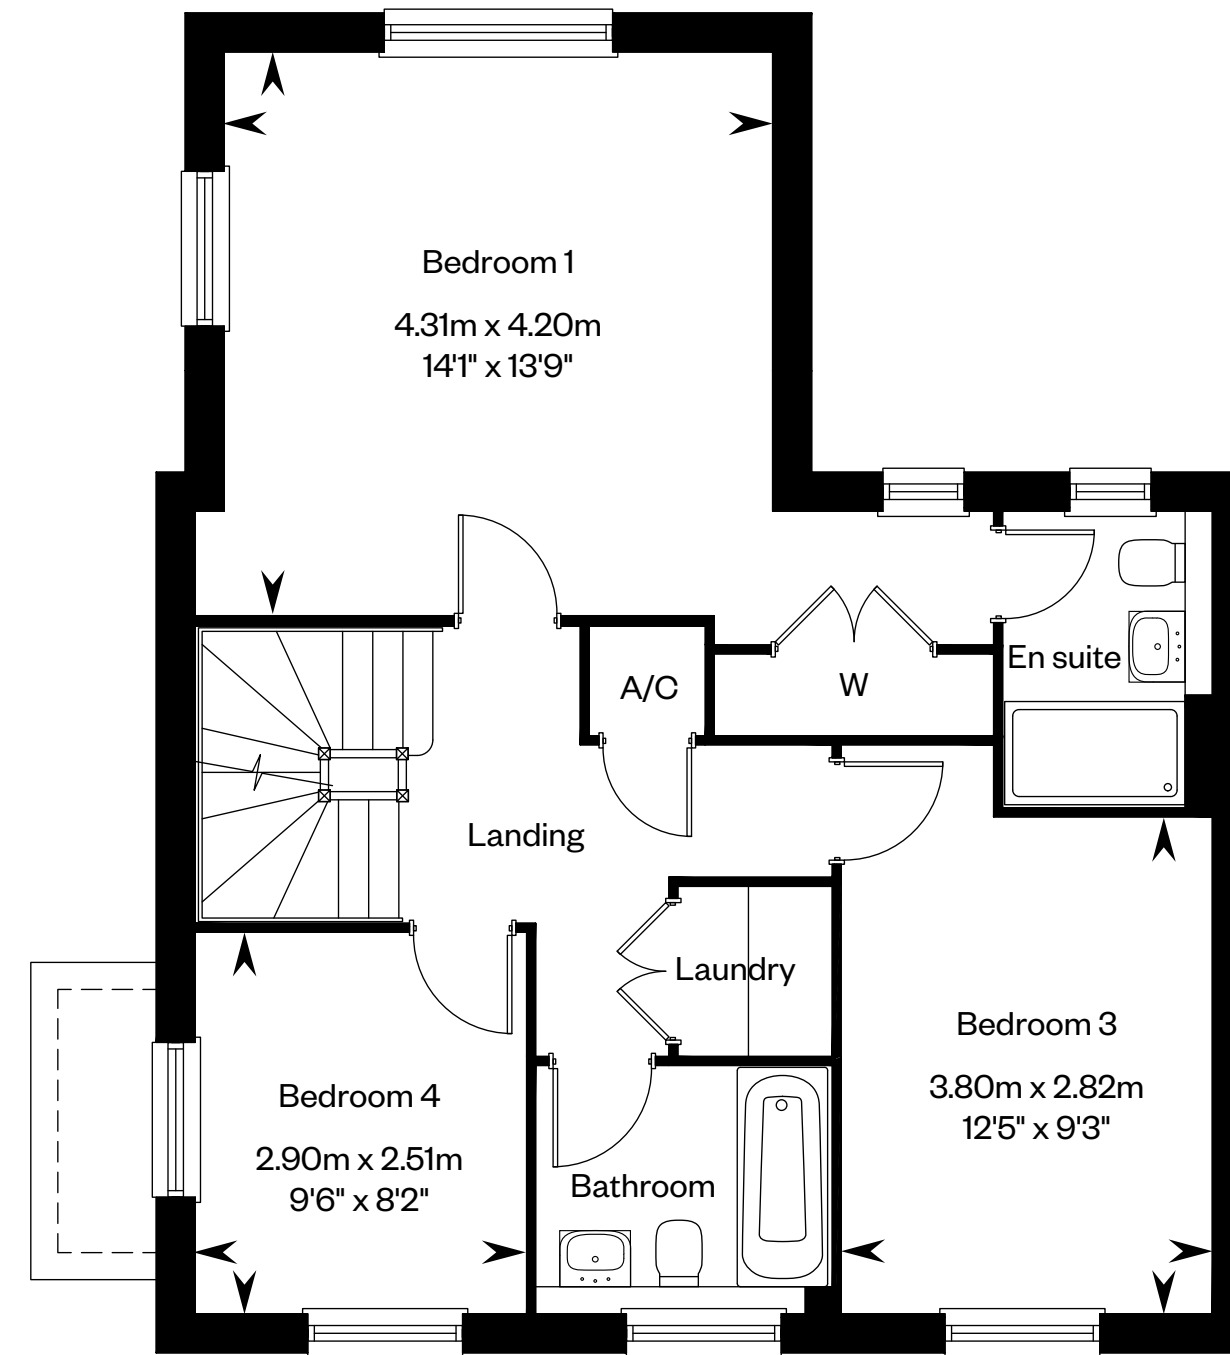 Bedroom 1
4.31m x 4.20m
14'1" x 13'9"
En suite
A/C
W
Landing
Laundry
Bedroom 3
3.80m x 2.82m
12'5" x 9'3"
Bedroom 4
2.90m x 2.51m
9'6" x 8'2"
Bathroom